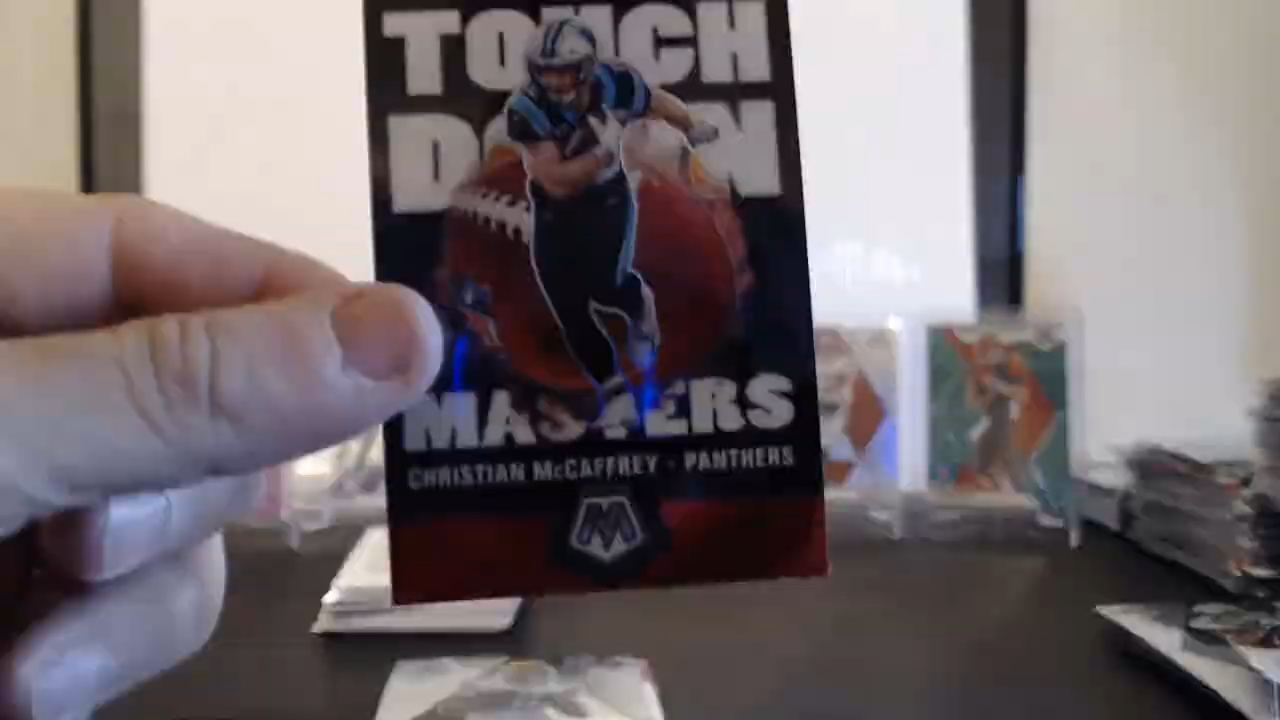 TOUCH
DOWN
MASTERS
CHRISTIAN McCAFFREY - PANTHERS
M